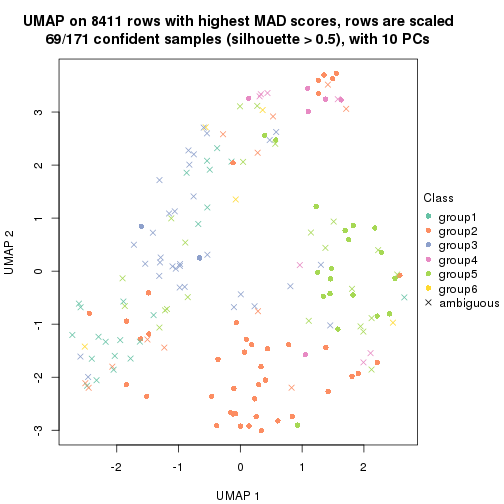 UMAP on 8411 rows with highest MAD scores, rows are scaled
69/171 confident samples (silhouette > 0.5), with 10 PCs
3
2
1
0
-1
-2
-3
UMAP 2
-2
-1
0
1
2
UMAP 1
Class
group1
group2
group3
group4
group5
group6
ambiguous